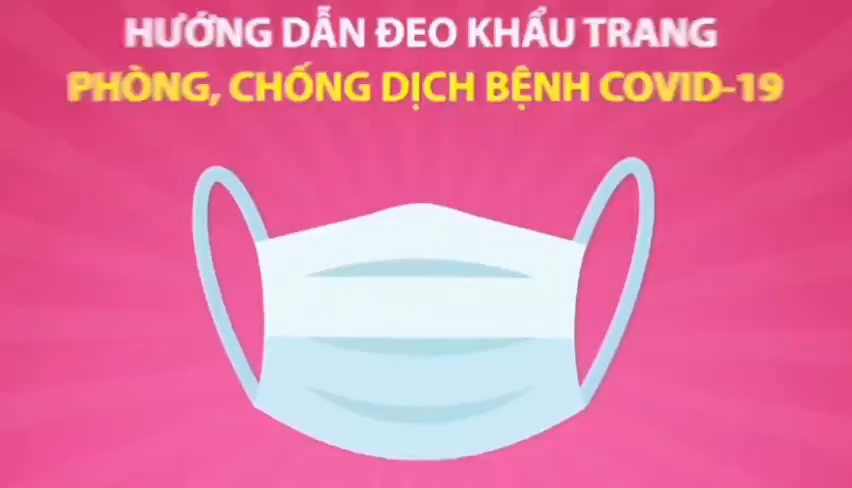 HƯỚNG DẪN ĐEO KHẨU TRANG
PHÒNG, CHỐNG DỊCH BỆNH COVID-19